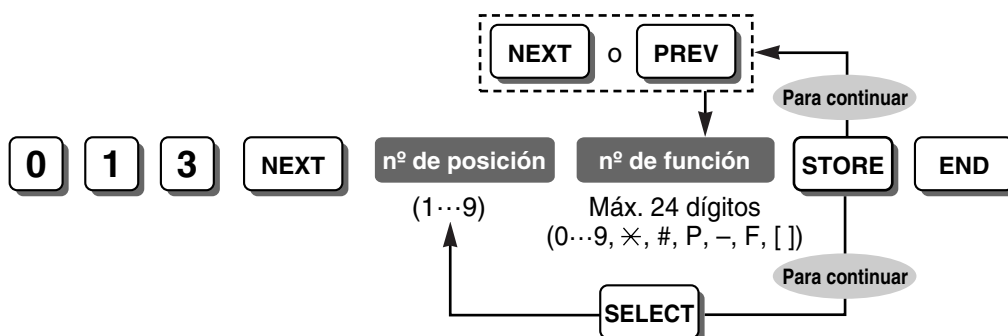 NEXT o PREV
Para continuar
0 1 3 NEXT nº de posición nº de función STORE END
(1···9) Máx. 24 dígitos
(0···9, ✳, #, P, –, F, [ ])
Para continuar
SELECT